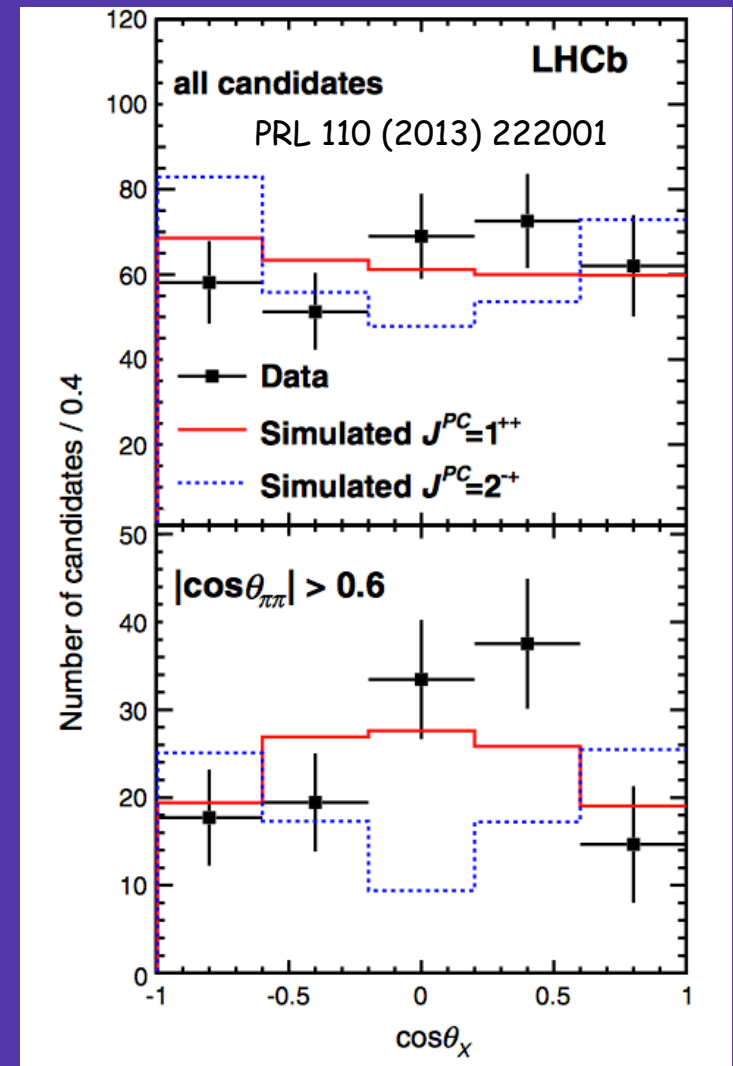 120
LHCb
all candidates
100
PRL 110 (2013) 222001
80
60
40
Data
Simulated J^PC=1^++
20
Simulated J^PC=2^-+
Number of candidates / 0.4
50
|cosθ_ππ| > 0.6
40
30
20
10
0
-1 -0.5 0 0.5 1
cosθ_X